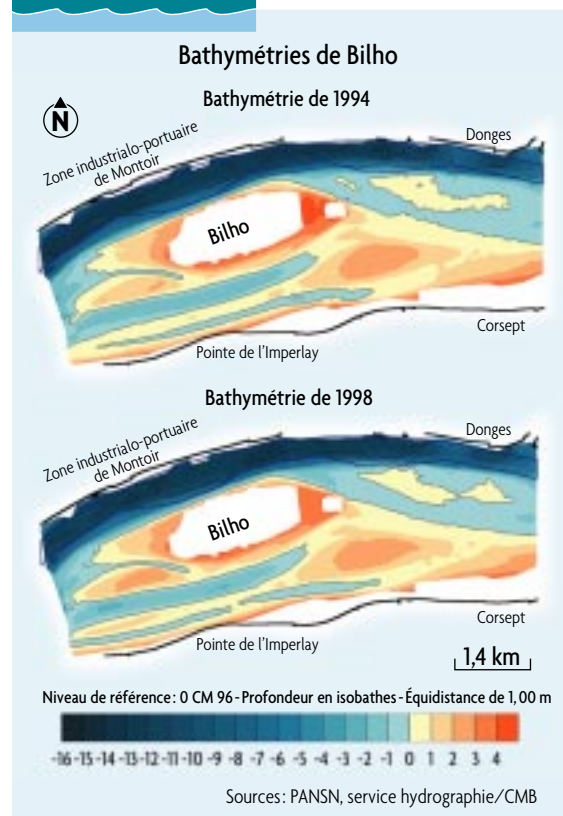 Bathymétries de Bilho
Bathymétrie de 1994
N
Zone industrialo-portuaire
de Montoir
Donges
Bilho
Corsept
Pointe de l'Imperlay
Bathymétrie de 1998
Zone industrialo-portuaire
de Montoir
Donges
Bilho
Corsept
Pointe de l'Imperlay
1,4 km
Niveau de référence : 0 CM 96 - Profondeur en isobathes - Équidistance de 1,00 m
-16 -15 -14 -13 -12 -11 -10 -9 -8 -7 -6 -5 -4 -3 -2 -1 0 1 2 3 4
Sources : PANSN, service hydrographie/CMB